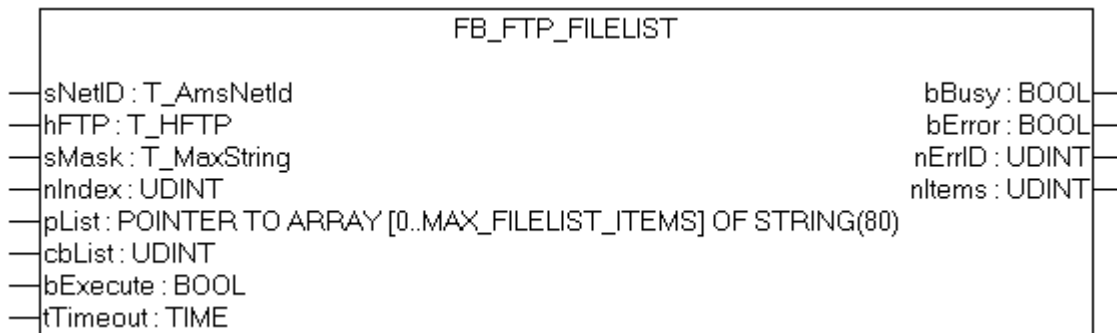 FB_FTP_FILELIST
sNetID : T_AmsNetId bBusy : BOOL
hFTP : T_HFTP bError : BOOL
sMask : T_MaxString nErrID : UDINT
nIndex : UDINT nItems : UDINT
pList : POINTER TO ARRAY [0..MAX_FILELIST_ITEMS] OF STRING(80)
cbList : UDINT
bExecute : BOOL
tTimeout : TIME